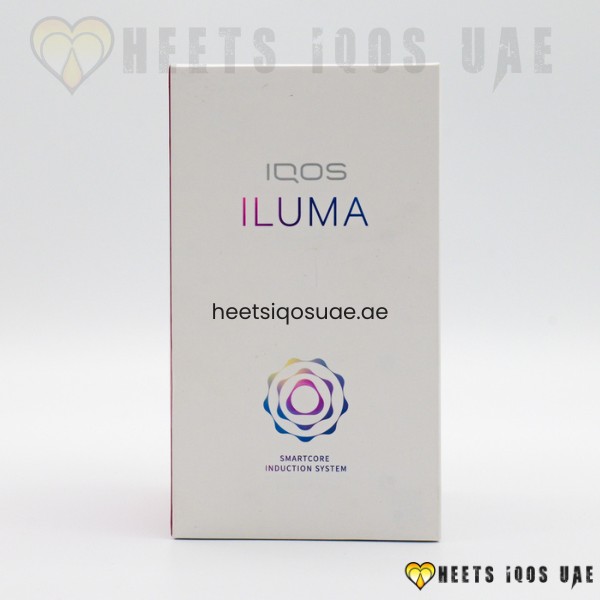 HEETS iQOS UAE
IQOS
ILUMA
heetsiqosuae.ae
SMARTCORE
INDUCTION SYSTEM
HEETS iQOS UAE